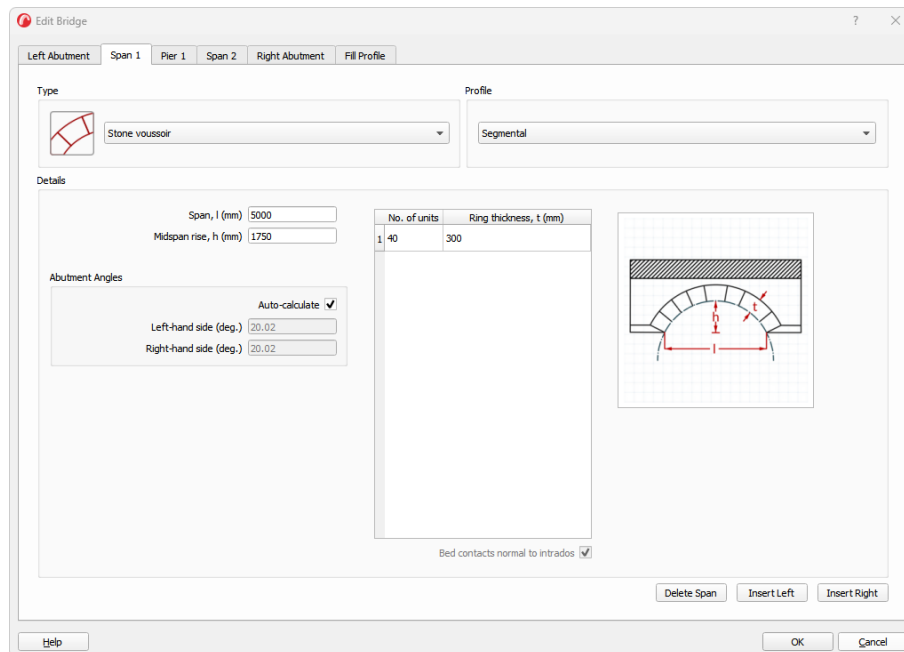 Edit Bridge
?
Left Abutment Span 1 Pier 1 Span 2 Right Abutment Fill Profile
Type
Stone voussoir
Profile
Segmental
Details
Span, l (mm) 5000
Midspan rise, h (mm) 1750
Abutment Angles
Auto-calculate
Left-hand side (deg.) 20.02
Right-hand side (deg.) 20.02
No. of units Ring thickness, t (mm)
1 40 300
Bed contacts normal to intrados
t
h
l
Delete Span Insert Left Insert Right
Help OK Cancel